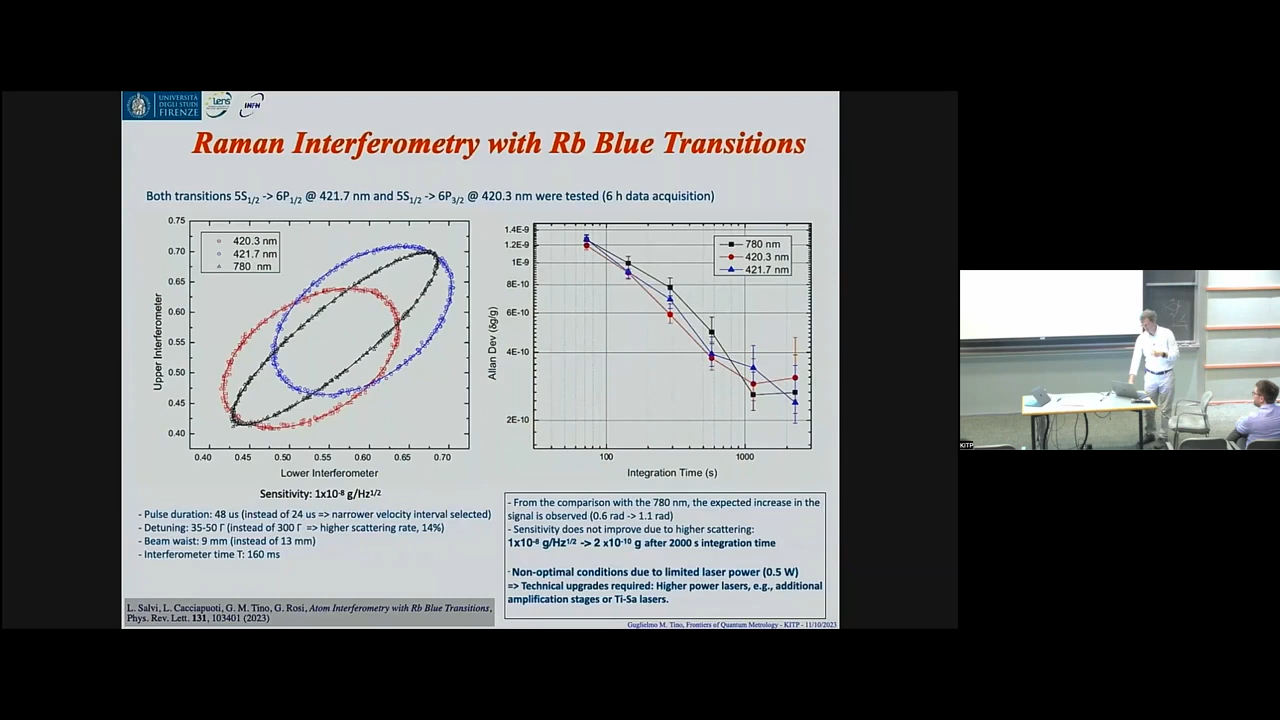 UNIVERSITÀ
DEGLI STUDI
FIRENZE
Lens
INFN
Raman Interferometry with Rb Blue Transitions
Both transitions 5S1/2 -> 6P1/2 @ 421.7 nm and 5S1/2 -> 6P3/2 @ 420.3 nm were tested (6 h data acquisition)
0.75
0.70
0.65
0.60
0.55
0.50
0.45
0.40
Upper Interferometer
420.3 nm
421.7 nm
780 nm
0.40 0.45 0.50 0.55 0.60 0.65 0.70
Lower Interferometer
1.4E-9
1.2E-9
1E-9
8E-10
6E-10
4E-10
2E-10
Allan Dev (δg/g)
780 nm
420.3 nm
421.7 nm
100 1000
Integration Time (s)
Sensitivity: 1x10-8 g/Hz1/2
- Pulse duration: 48 us (instead of 24 us => narrower velocity interval selected)
- Detuning: 35-50 Γ (instead of 300 Γ => higher scattering rate, 14%)
- Beam waist: 9 mm (instead of 13 mm)
- Interferometer time T: 160 ms
- From the comparison with the 780 nm, the expected increase in the
signal is observed (0.6 rad -> 1.1 rad)
- Sensitivity does not improve due to higher scattering:
1x10-8 g/Hz1/2 -> 2 x10-10 g after 2000 s integration time
- Non-optimal conditions due to limited laser power (0.5 W)
=> Technical upgrades required: Higher power lasers, e.g., additional
amplification stages or Ti-Sa lasers.
L. Salvi, L. Cacciapuoti, G. M. Tino, G. Rosi, Atom Interferometry with Rb Blue Transitions,
Phys. Rev. Lett. 131, 103401 (2023)
Guglielmo M. Tino, Frontiers of Quantum Metrology - KITP - 11/10/2023
KITP